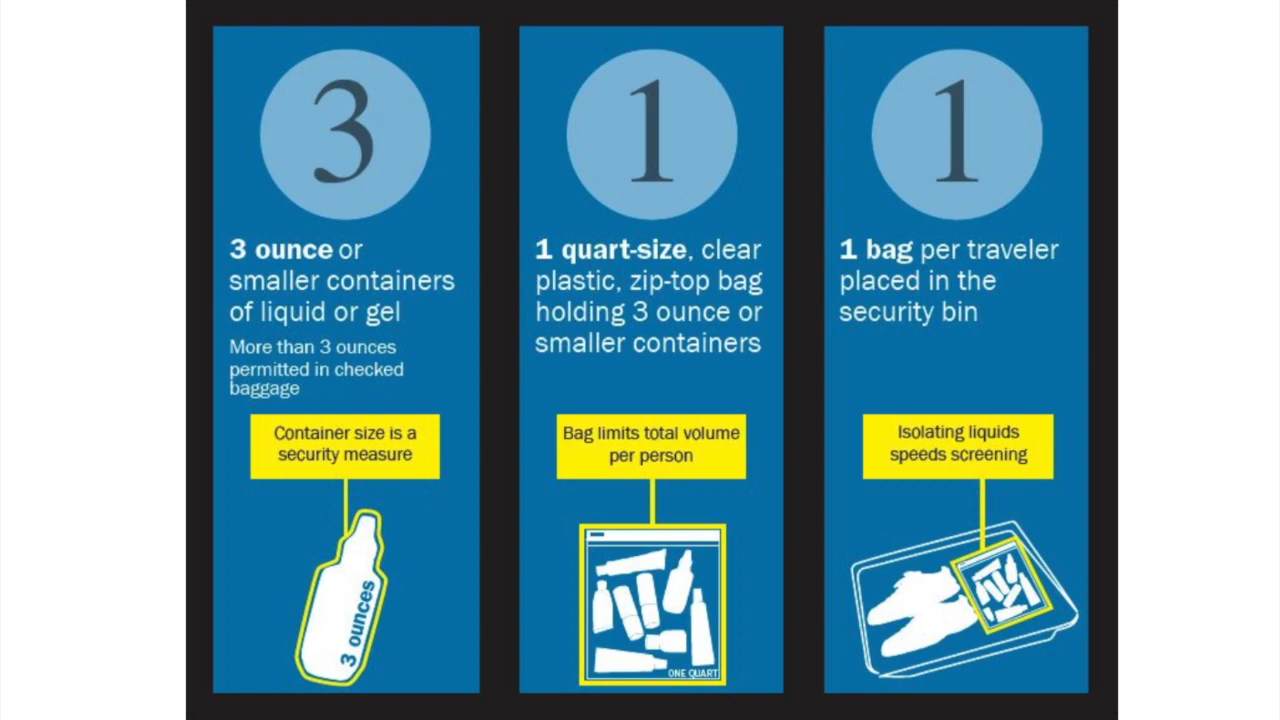 3
3 ounce or
smaller containers
of liquid or gel
More than 3 ounces
permitted in checked
baggage
Container size is a
security measure
3 ounces
1
1 quart-size, clear
plastic, zip-top bag
holding 3 ounce or
smaller containers
Bag limits total volume
per person
ONE QUART
1
1 bag per traveler
placed in the
security bin
Isolating liquids
speeds screening